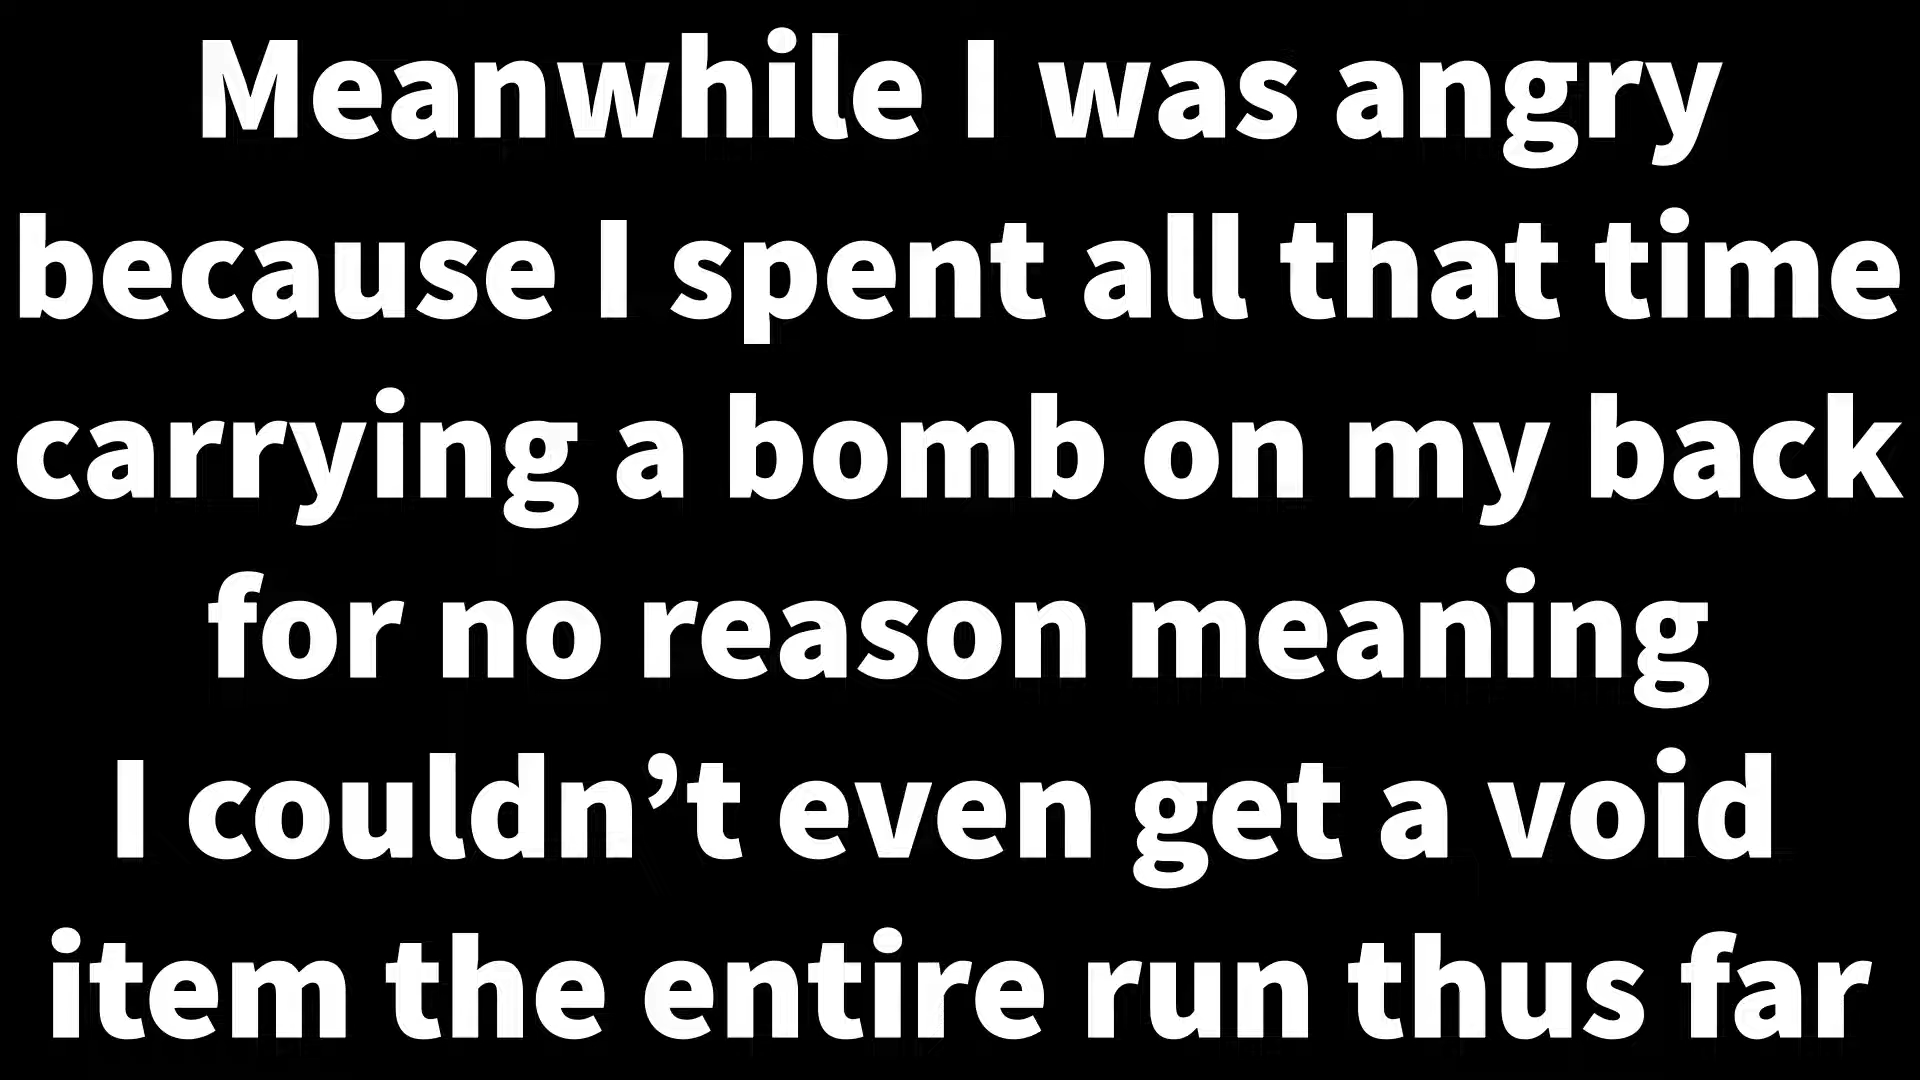 Meanwhile I was angry
because I spent all that time
carrying a bomb on my back
for no reason meaning
I couldn’t even get a void
item the entire run thus far